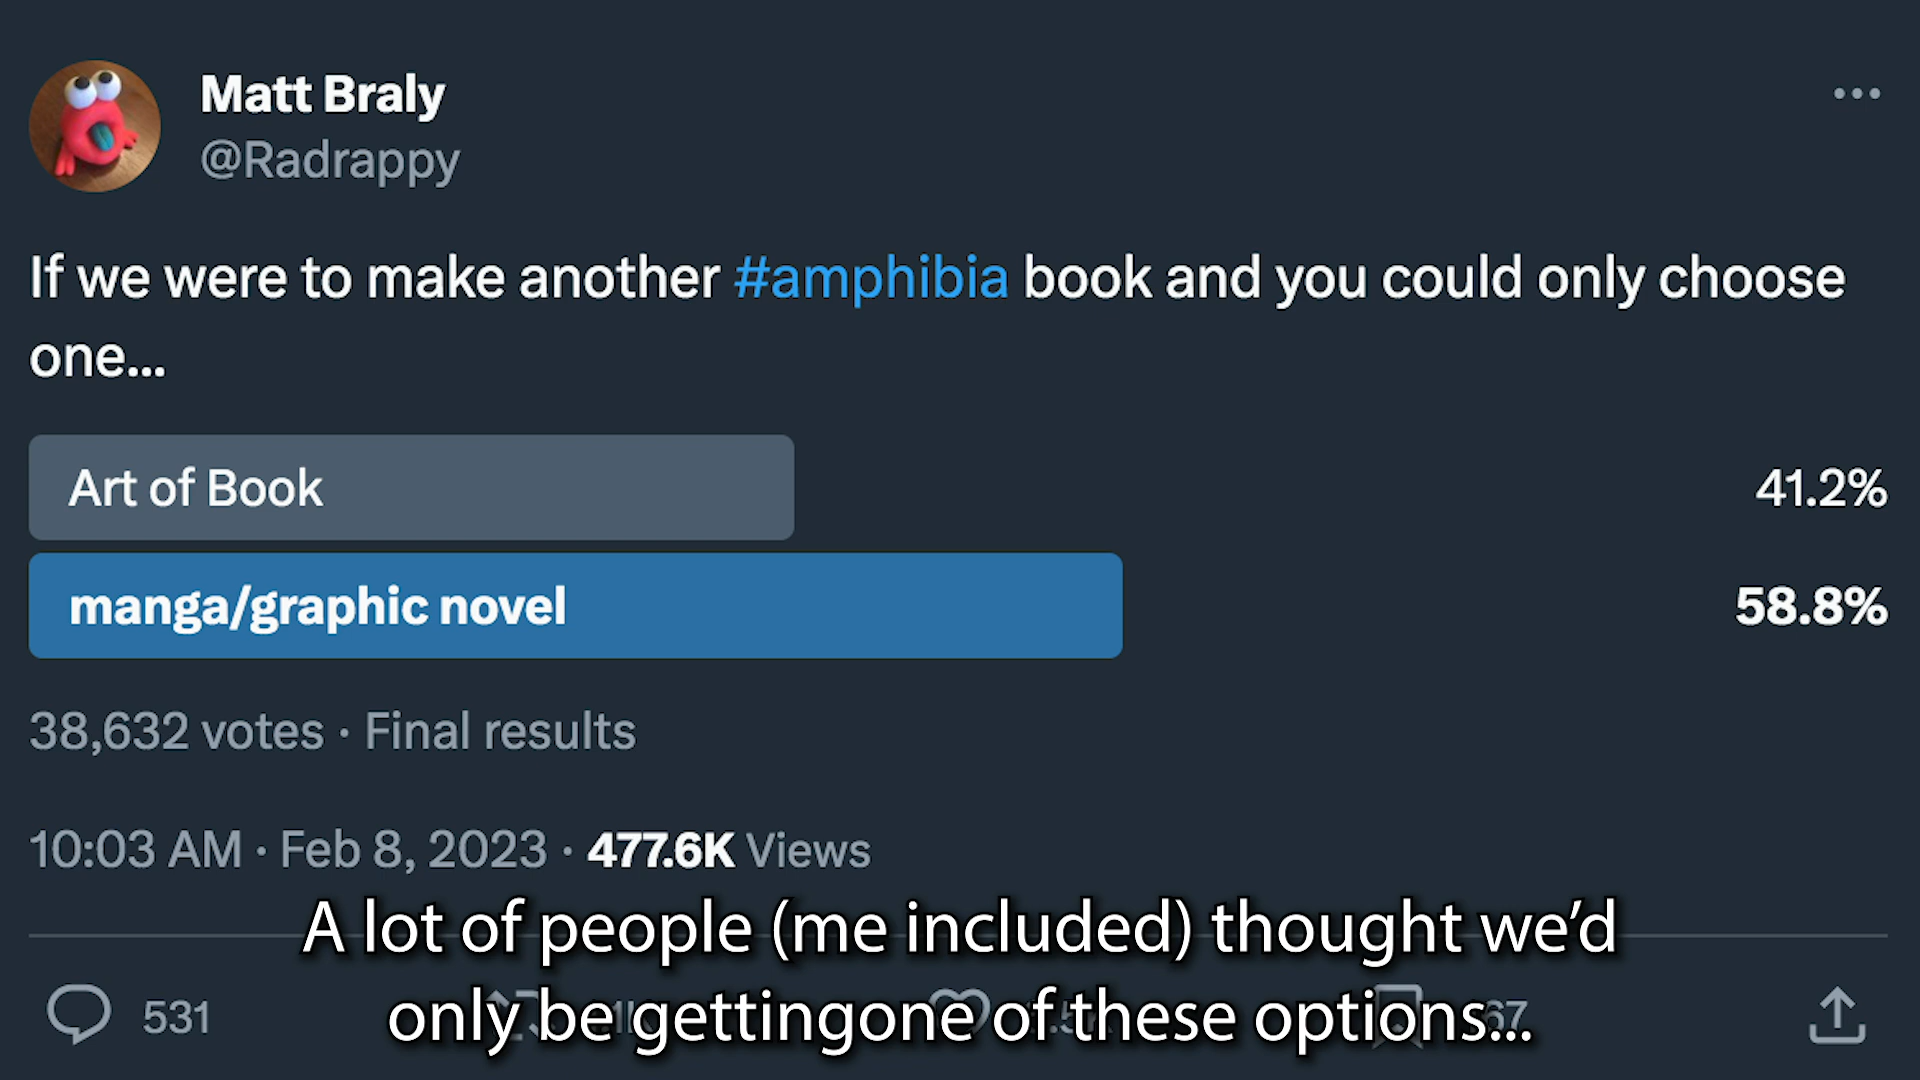 Matt Braly
@Radrappy
If we were to make another #amphibia book and you could only choose
one...
Art of Book 41.2%
manga/graphic novel 58.8%
38,632 votes · Final results
10:03 AM · Feb 8, 2023 · 477.6K Views
A lot of people (me included) thought we’d
531
only be gettingone of these options...
67